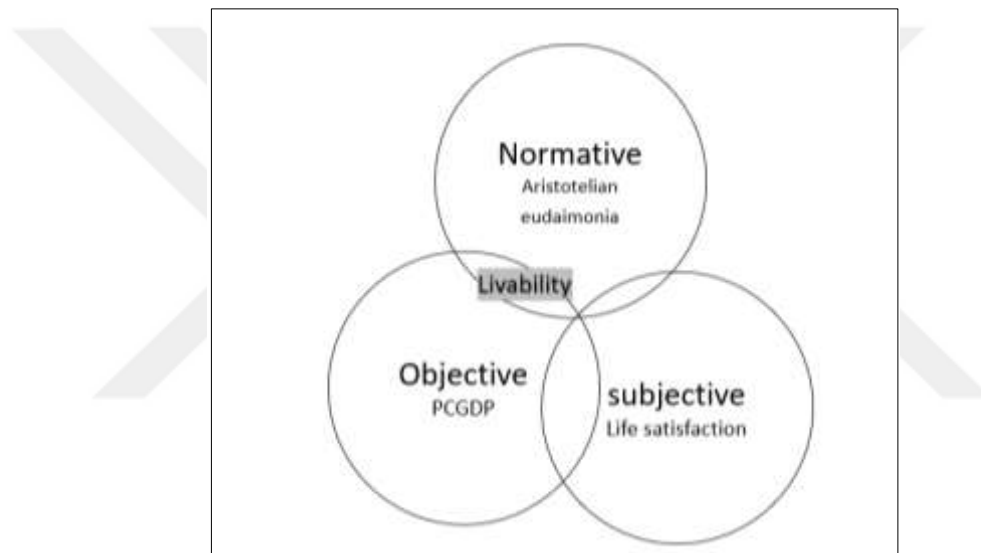 Normative
Aristotelian
eudaimonia
Livability
Objective
PCGDP
subjective
Life satisfaction